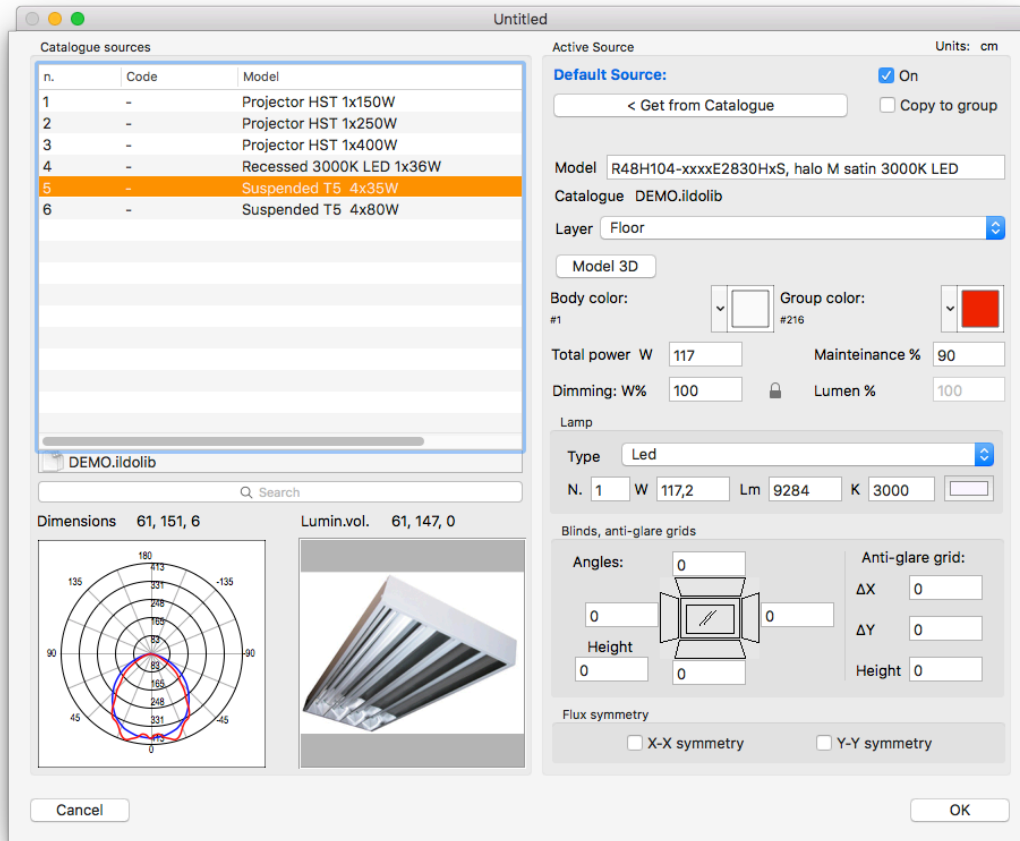 Untitled
Catalogue sources
n. Code Model
1 - Projector HST 1x150W
2 - Projector HST 1x250W
3 - Projector HST 1x400W
4 - Recessed 3000K LED 1x36W
5 - Suspended T5 4x35W
6 - Suspended T5 4x80W
DEMO.ildolib
Search
Dimensions 61, 151, 6 Lumin.vol. 61, 147, 0
180
413
135 331 -135
248
165
83
90 -90
83
165
248
45 331 -45
413
0
Active Source Units: cm
Default Source: On
< Get from Catalogue Copy to group
Model R48H104-xxxxE2830HxS, halo M satin 3000K LED
Catalogue DEMO.ildolib
Layer Floor
Model 3D
Body color: Group color:
#1 #216
Total power W 117 Mainteinance % 90
Dimming: W% 100 Lumen % 100
Lamp
Type Led
N. 1 W 117,2 Lm 9284 K 3000
Blinds, anti-glare grids
Angles: 0 Anti-glare grid:
ΔX 0
0 0
ΔY 0
Height
0 0 Height 0
Flux symmetry
X-X symmetry Y-Y symmetry
Cancel OK